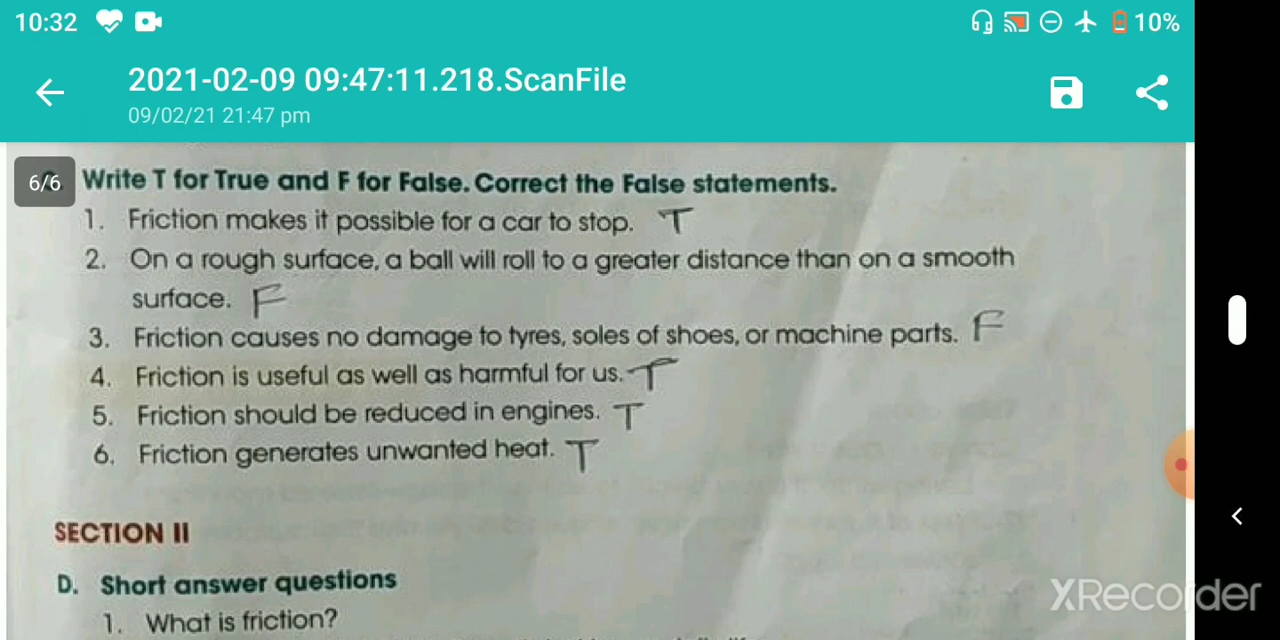 10:32 10%
2021-02-09 09:47:11.218.ScanFile
09/02/21 21:47 pm
6/6 Write T for True and F for False. Correct the False statements.
1. Friction makes it possible for a car to stop. T
2. On a rough surface, a ball will roll to a greater distance than on a smooth
surface. F
3. Friction causes no damage to tyres, soles of shoes, or machine parts. F
4. Friction is useful as well as harmful for us. T
5. Friction should be reduced in engines. T
6. Friction generates unwanted heat. T
SECTION II
D. Short answer questions
1. What is friction?
XRecorder